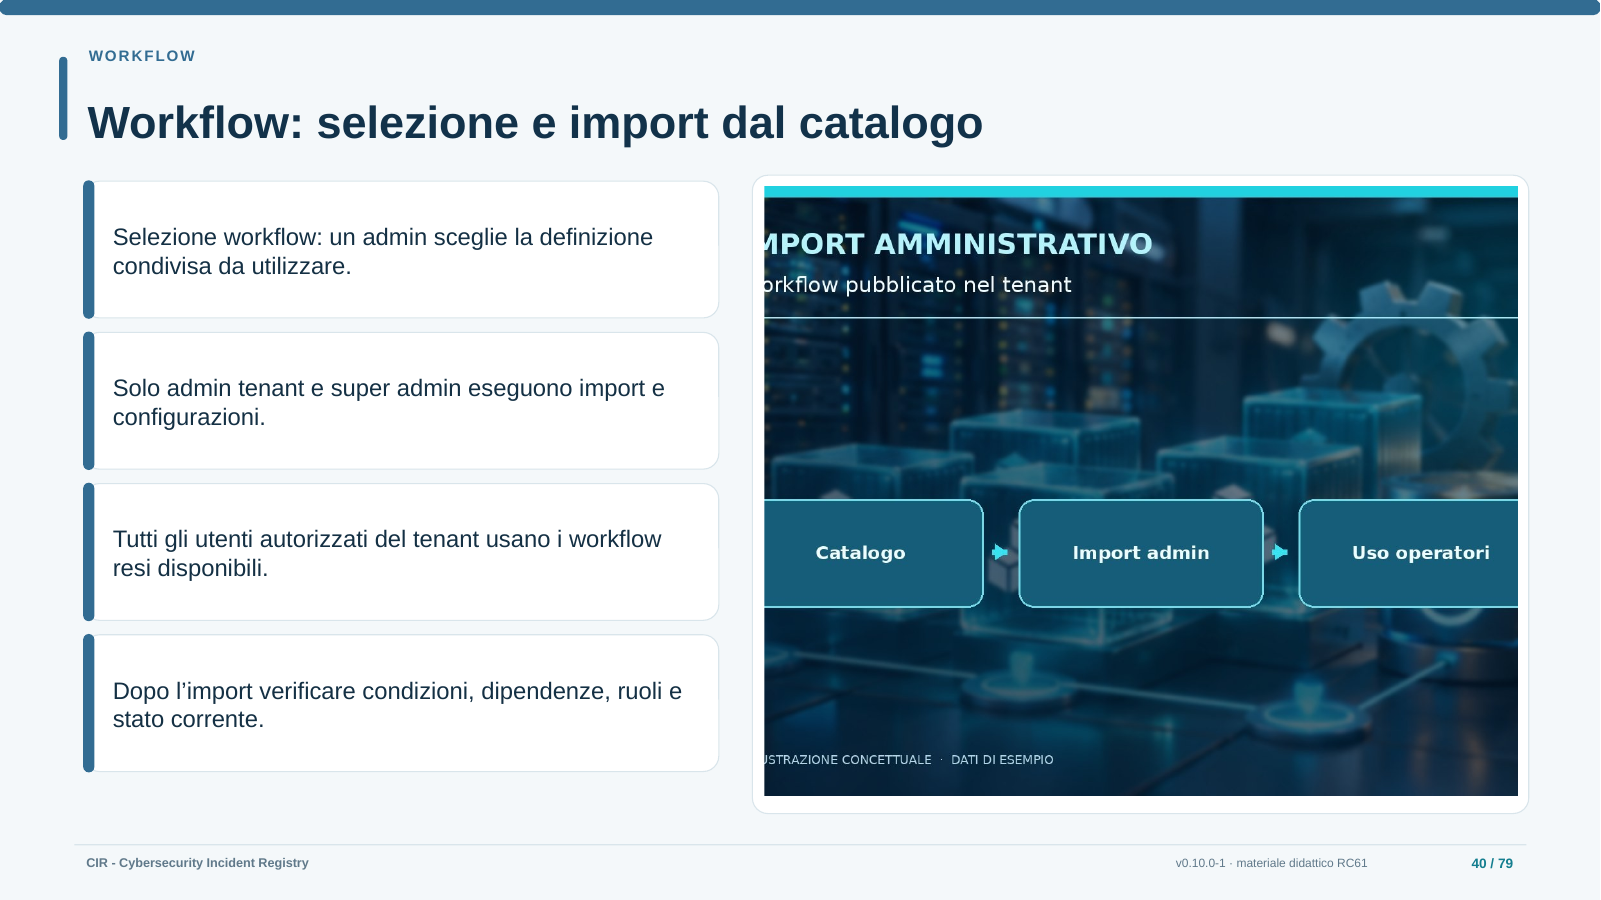 WORKFLOW
Workflow: selezione e import dal catalogo
Selezione workflow: un admin sceglie la definizione
condivisa da utilizzare.
Solo admin tenant e super admin eseguono import e
configurazioni.
Tutti gli utenti autorizzati del tenant usano i workflow
resi disponibili.
Dopo l’import verificare condizioni, dipendenze, ruoli e
stato corrente.
MPORT AMMINISTRATIVO
orkflow pubblicato nel tenant
Catalogo
Import admin
Uso operatori
USTRAZIONE CONCETTUALE · DATI DI ESEMPIO
CIR - Cybersecurity Incident Registry
v0.10.0-1 · materiale didattico RC61
40 / 79